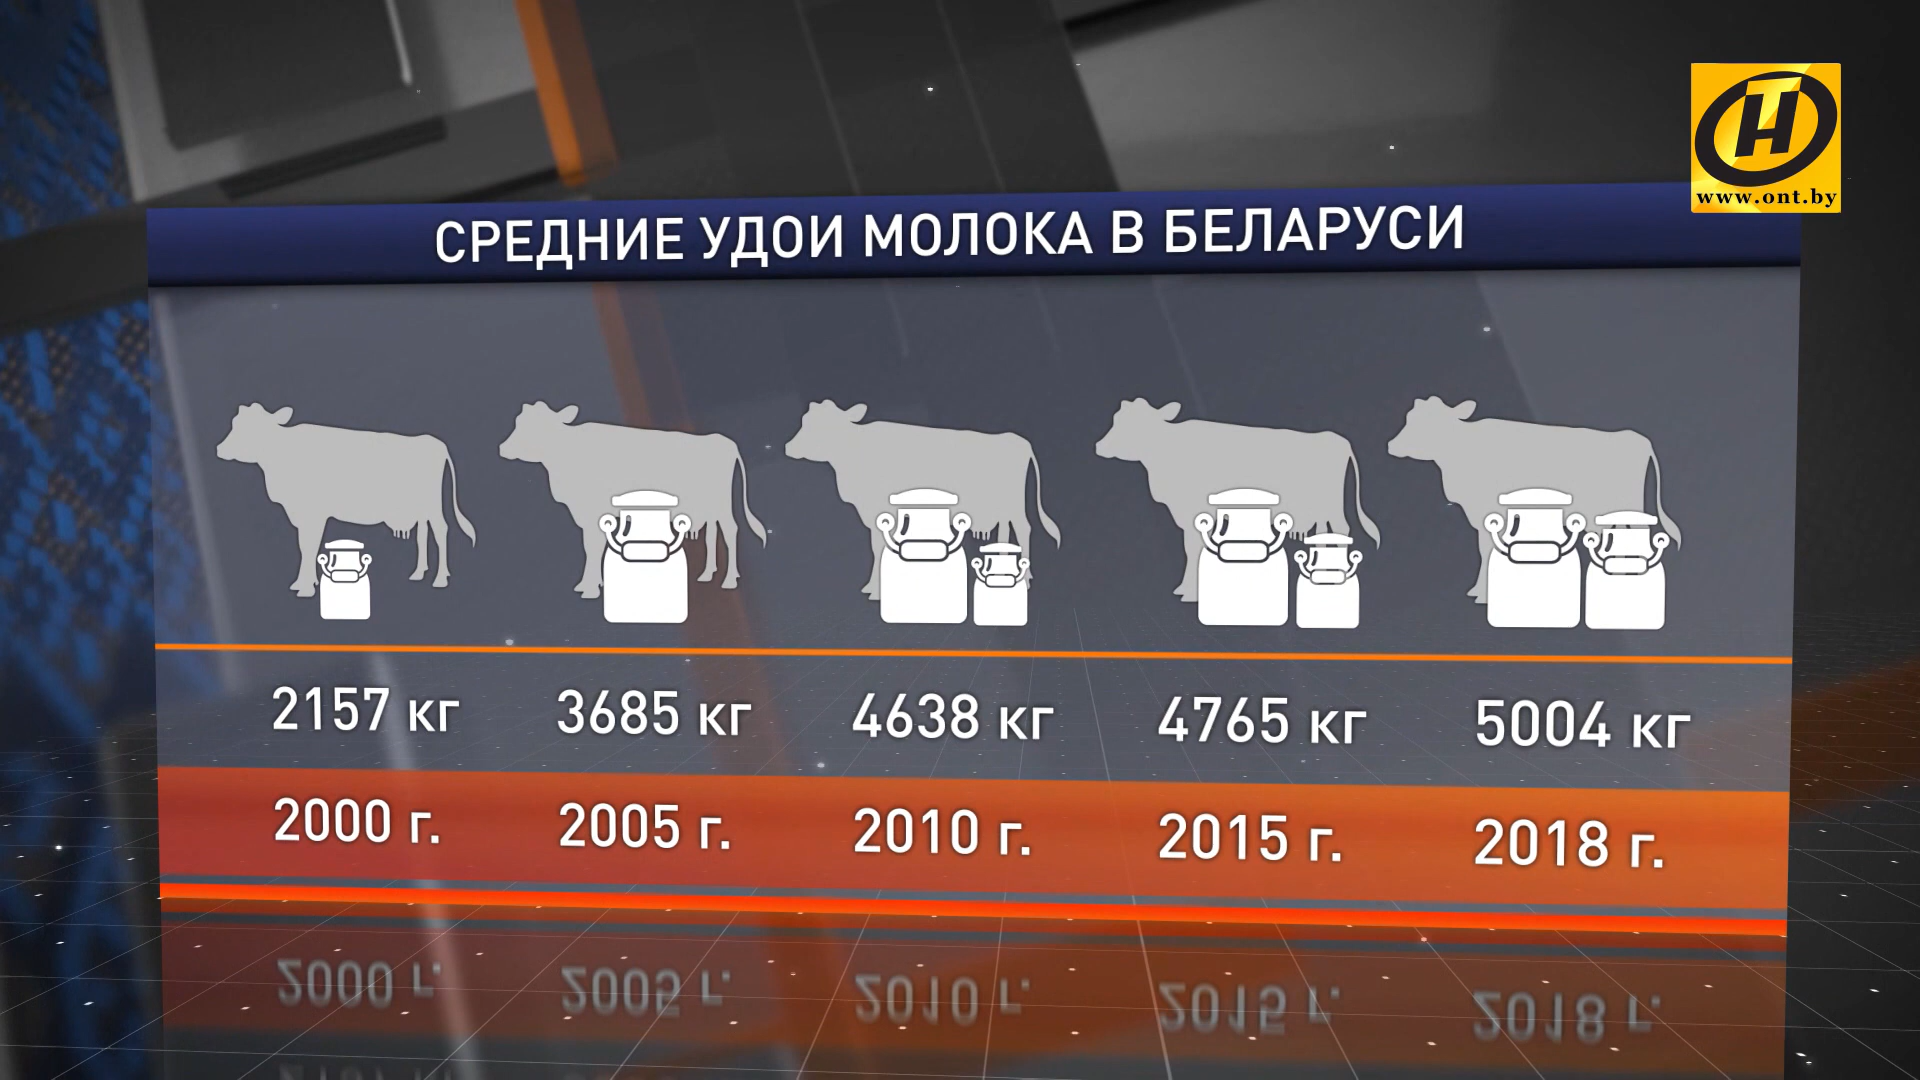 www.ont.by
СРЕДНИЕ УДОИ МОЛОКА В БЕЛАРУСИ
2157 кг 3685 кг 4638 кг 4765 кг 5004 кг
2000 г. 2005 г. 2010 г. 2015 г. 2018 г.